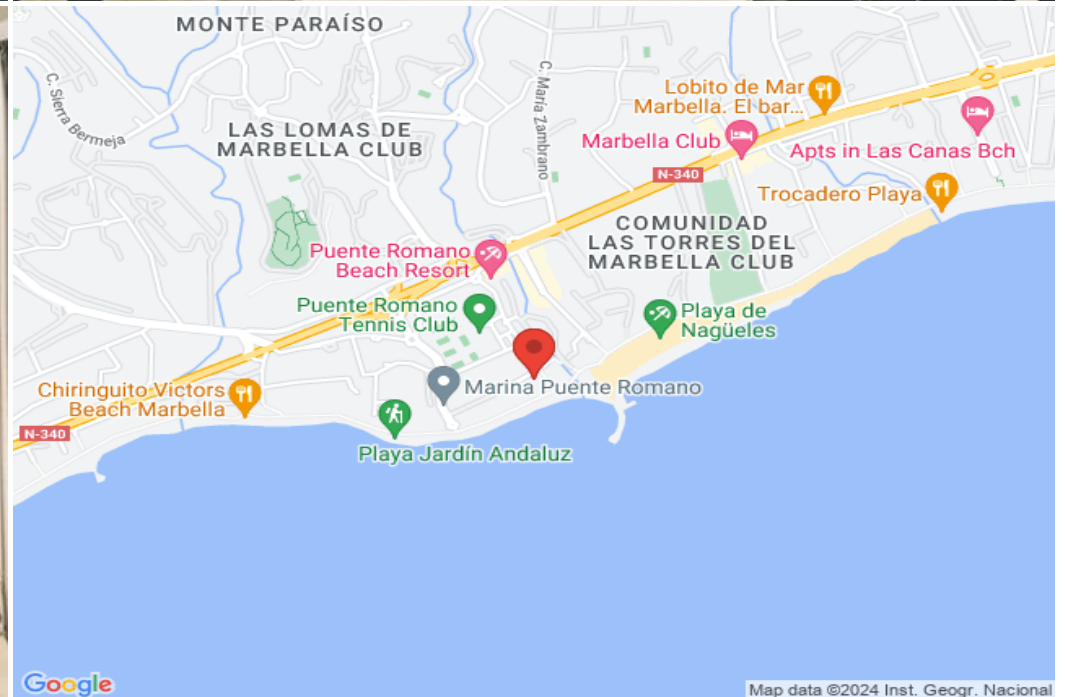 MONTE PARAÍSO
C. Sierra Bermeja
C. María Zambrano
LAS LOMAS DE
MARBELLA CLUB
Lobito de Mar
Marbella. El bar...
Marbella Club
Apts in Las Canas Bch
N-340
Trocadero Playa
COMUNIDAD
LAS TORRES DEL
MARBELLA CLUB
Puente Romano
Beach Resort
Puente Romano
Tennis Club
Playa de
Nagüeles
Marina Puente Romano
Chiringuito Victors
Beach Marbella
N-340
Playa Jardín Andaluz
Google
Map data ©2024 Inst. Geogr. Nacional